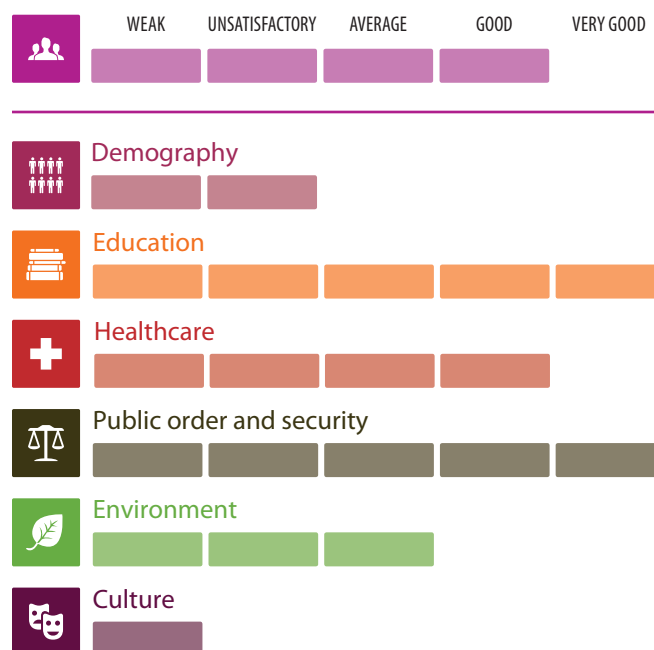 WEAK UNSATISFACTORY AVERAGE GOOD VERY GOOD
Demography
Education
Healthcare
Public order and security
Environment
Culture